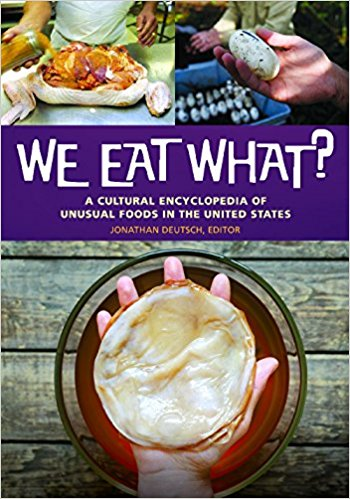 WE EAT WHAT?
A CULTURAL ENCYCLOPEDIA OF
UNUSUAL FOODS IN THE UNITED STATES
JONATHAN DEUTSCH, EDITOR